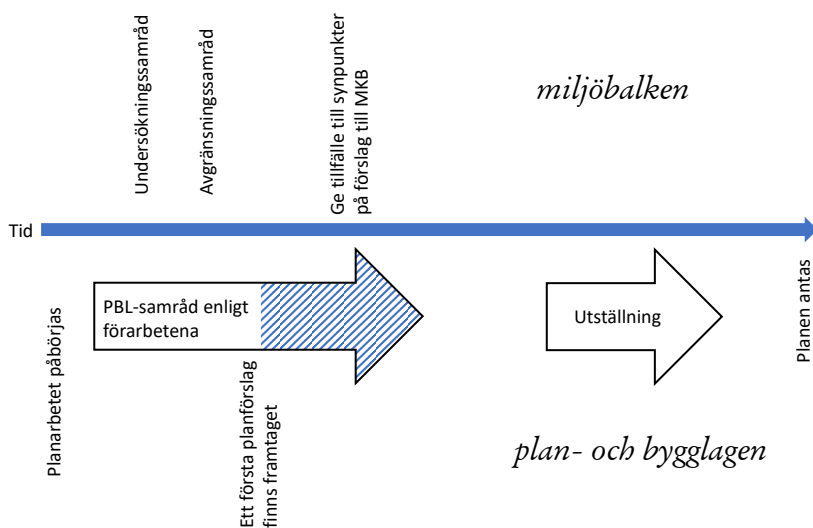 Undersökningssamråd
Avgränsningssamråd
Ge tillfälle till synpunkter
på förslag till MKB
miljöbalken
Tid
PBL-samråd enligt
förarbetena
Utställning
Planarbetet påbörjas
Ett första planförslag
finns framtaget
Planen antas
plan- och bygglagen